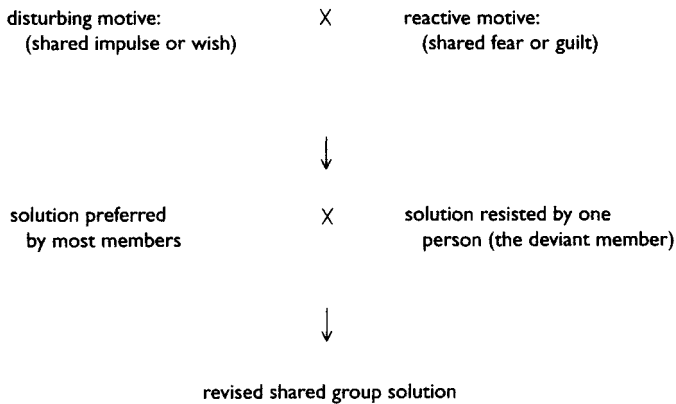 disturbing motive: X reactive motive:
(shared impulse or wish) (shared fear or guilt)
solution preferred X solution resisted by one
by most members person (the deviant member)
revised shared group solution